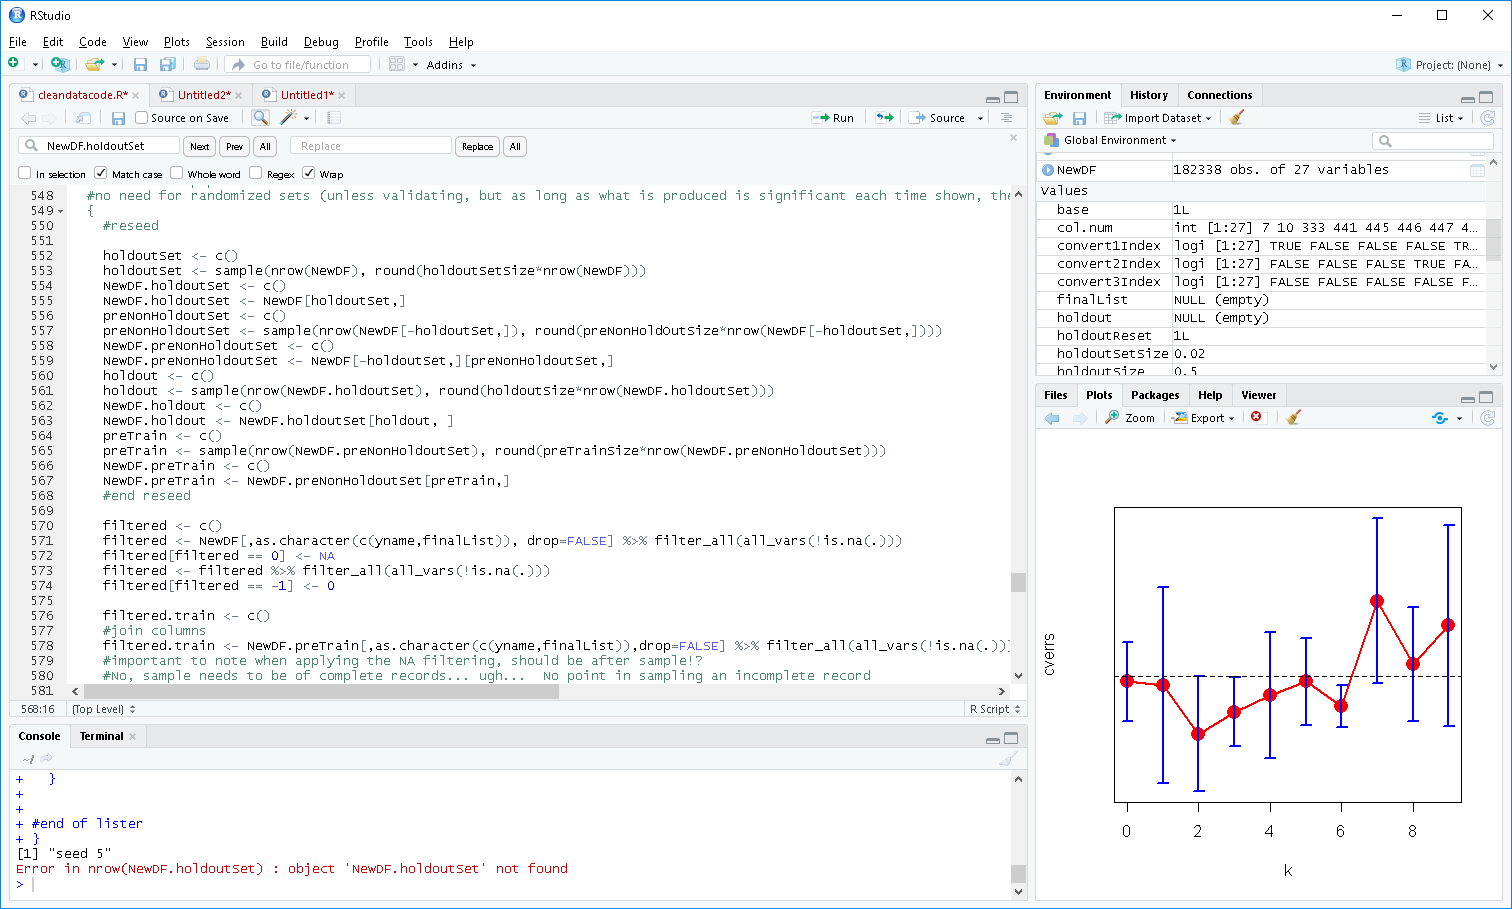 RStudio
File Edit Code View Plots Session Build Debug Profile Tools Help
Go to file/function Addins Project: (None)
cleandatacode.R* Untitled2* Untitled1*
Source on Save Run Source
NewDF.holdoutSet Next Prev All Replace Replace All
In selection Match case Whole word Regex Wrap
548 #no need for randomized sets (unless validating, but as long as what is produced is significant each time shown, the
549 {
550 #reseed
551
552 holdoutSet <- c()
553 holdoutSet <- sample(nrow(NewDF), round(holdoutSetSize*nrow(NewDF)))
554 NewDF.holdoutSet <- c()
555 NewDF.holdoutSet <- NewDF[holdoutSet,]
556 preNonHoldoutSet <- c()
557 preNonHoldoutSet <- sample(nrow(NewDF[-holdoutSet,]), round(preNonHoldOutSize*nrow(NewDF[-holdoutSet,])))
558 NewDF.preNonHoldoutSet <- c()
559 NewDF.preNonHoldoutSet <- NewDF[-holdoutSet,][preNonHoldoutSet,]
560 holdout <- c()
561 holdout <- sample(nrow(NewDF.holdoutSet), round(holdoutSize*nrow(NewDF.holdoutSet)))
562 NewDF.holdout <- c()
563 NewDF.holdout <- NewDF.holdoutSet[holdout, ]
564 preTrain <- c()
565 preTrain <- sample(nrow(NewDF.preNonHoldoutSet), round(preTrainSize*nrow(NewDF.preNonHoldoutSet)))
566 NewDF.preTrain <- c()
567 NewDF.preTrain <- NewDF.preNonHoldoutSet[preTrain,]
568 #end reseed
569
570 filtered <- c()
571 filtered <- NewDF[,as.character(c(yname,finalList)), drop=FALSE] %>% filter_all(all_vars(!is.na(.)))
572 filtered[filtered == 0] <- NA
573 filtered <- filtered %>% filter_all(all_vars(!is.na(.)))
574 filtered[filtered == -1] <- 0
575
576 filtered.train <- c()
577 #join columns
578 filtered.train <- NewDF.preTrain[,as.character(c(yname,finalList)),drop=FALSE] %>% filter_all(all_vars(!is.na(.)))
579 #important to note when applying the NA filtering, should be after sample!?
580 #No, sample needs to be of complete records... ugh... No point in sampling an incomplete record
581
568:16 (Top Level) R Script
Console Terminal
~/
+ }
+
+
+ #end of lister
+ }
[1] "seed 5"
Error in nrow(NewDF.holdoutSet) : object 'NewDF.holdoutSet' not found
>
Environment History Connections
Import Dataset List
Global Environment
NewDF 182338 obs. of 27 variables
Values
base 1L
col.num int [1:27] 7 10 333 441 445 446 447 4...
convert1Index logi [1:27] TRUE FALSE FALSE FALSE TR...
convert2Index logi [1:27] FALSE FALSE FALSE TRUE FA...
convert3Index logi [1:27] FALSE FALSE FALSE FALSE F...
finalList NULL (empty)
holdout NULL (empty)
holdoutReset 1L
holdoutSetSize 0.02
holdoutSize 0.5
Files Plots Packages Help Viewer
Zoom Export
cverrs
0 2 4 6 8
k